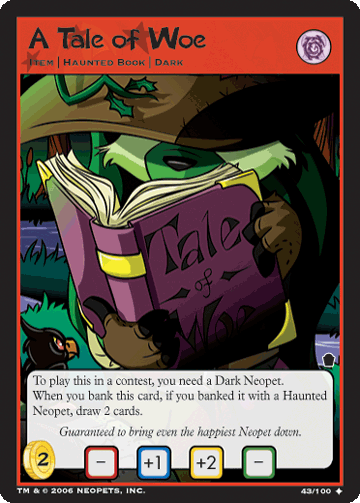 A Tale of Woe
Item | Haunted Book | Dark
Tale
of
Woe
To play this in a contest, you need a Dark Neopet.
When you bank this card, if you banked it with a Haunted
Neopet, draw 2 cards.
Guaranteed to bring even the happiest Neopet down.
2
– +1 +2 –
TM & © 2006 NEOPETS, INC. 43/100 ♦